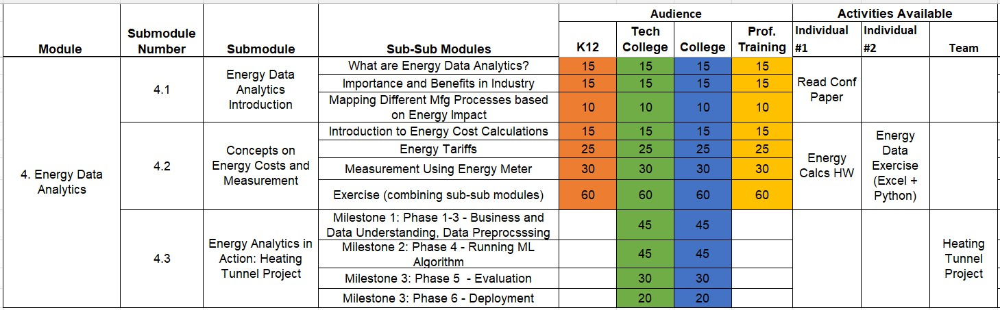 Audience
Activities Available
Module
Submodule
Number
Submodule
Sub-Sub Modules
K12
Tech
College
College
Prof.
Training
Individual
#1
Individual
#2
Team
4. Energy Data
Analytics
4.1
Energy Data
Analytics
Introduction
What are Energy Data Analytics?
15 15 15 15
Importance and Benefits in Industry
15 15 15 15
Mapping Different Mfg Processes based
on Energy Impact
10 10 10 10
Read Conf
Paper
4.2
Concepts on
Energy Costs and
Measurement
Introduction to Energy Cost Calculations
15 15 15 15
Energy Tariffs
25 25 25 25
Measurement Using Energy Meter
30 30 30 30
Exercise (combining sub-sub modules)
60 60 60 60
Energy
Calcs HW
Energy
Data
Exercise
(Excel +
Python)
4.3
Energy Analytics in
Action: Heating
Tunnel Project
Milestone 1: Phase 1-3 - Business and
Data Understanding, Data Preprocsssing
45 45
Milestone 2: Phase 4 - Running ML
Algorithm
45 45
Milestone 3: Phase 5 - Evaluation
30 30
Milestone 3: Phase 6 - Deployment
20 20
Heating
Tunnel
Project